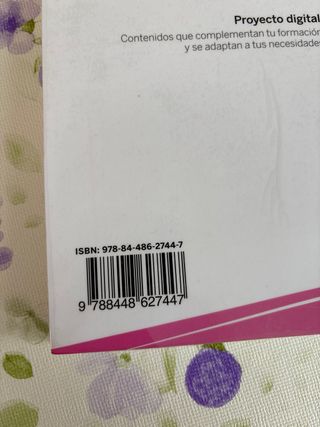 Proyecto digital
Contenidos que complementan tu formación
y se adaptan a tus necesidades
ISBN: 978-84-486-2744-7
9 788448 627447